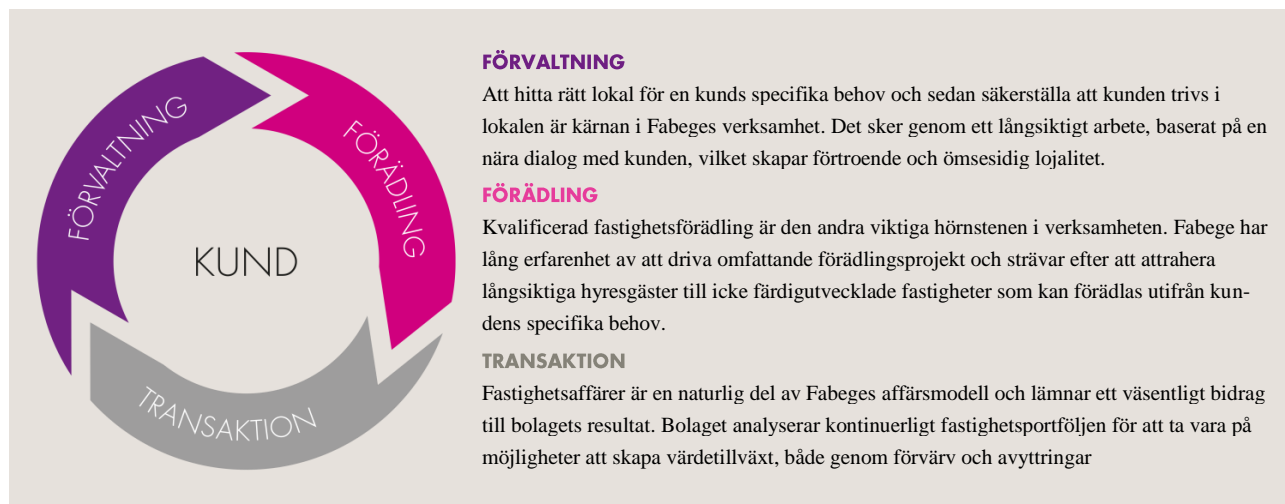 FÖRVALTNING
FÖRÄDLING
KUND
TRANSAKTION
FÖRVALTNING
Att hitta rätt lokal för en kunds specifika behov och sedan säkerställa att kunden trivs i
lokalen är kärnan i Fabeges verksamhet. Det sker genom ett långsiktigt arbete, baserat på en
nära dialog med kunden, vilket skapar förtroende och ömsesidig lojalitet.
FÖRÄDLING
Kvalificerad fastighetsförädling är den andra viktiga hörnstenen i verksamheten. Fabege har
lång erfarenhet av att driva omfattande förädlingsprojekt och strävar efter att attrahera
långsiktiga hyresgäster till icke färdigutvecklade fastigheter som kan förädlas utifrån kun-
dens specifika behov.
TRANSAKTION
Fastighetsaffärer är en naturlig del av Fabeges affärsmodell och lämnar ett väsentligt bidrag
till bolagets resultat. Bolaget analyserar kontinuerligt fastighetsportföljen för att ta vara på
möjligheter att skapa värdetillväxt, både genom förvärv och avyttringar